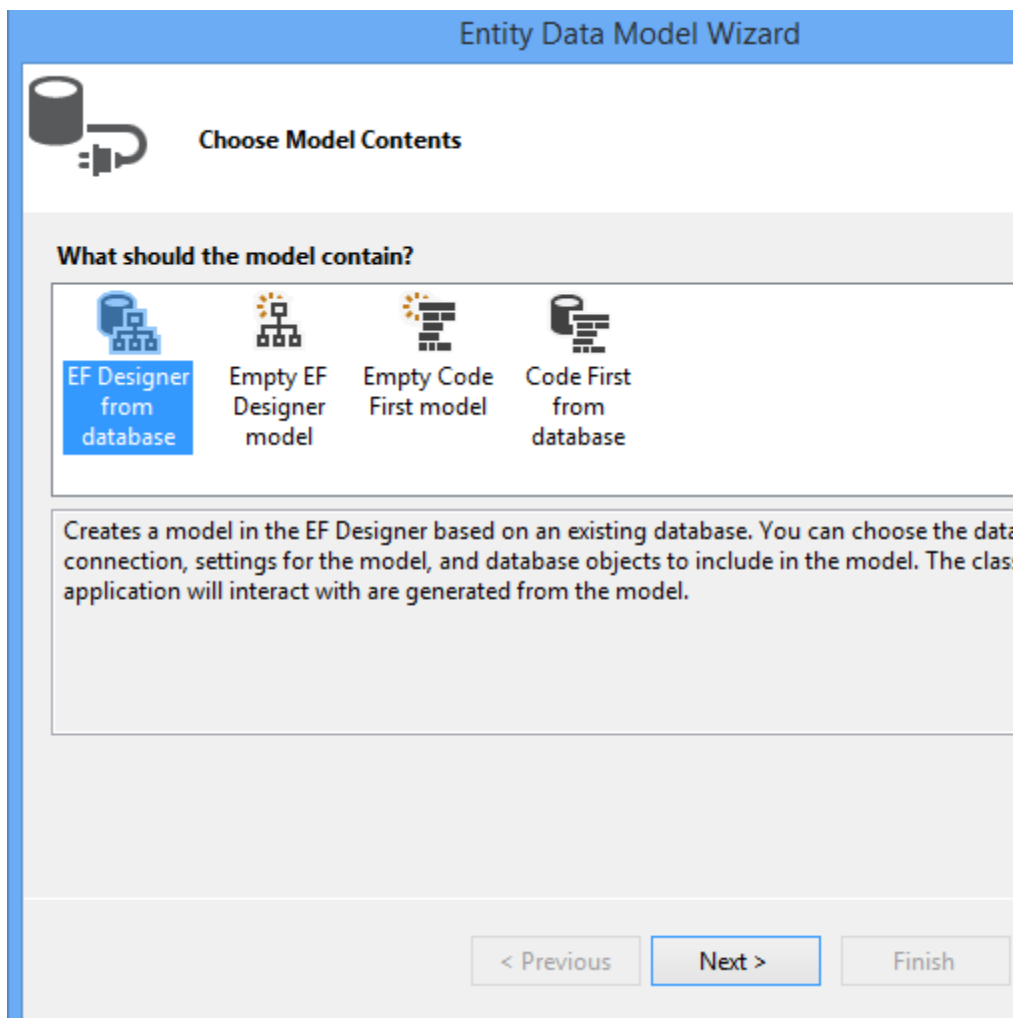 Entity Data Model Wizard
Choose Model Contents
What should the model contain?
EF Designer
from
database
Empty EF
Designer
model
Empty Code
First model
Code First
from
database
Creates a model in the EF Designer based on an existing database. You can choose the
connection, settings for the model, and database objects to include in the model. The
application will interact with are generated from the model.
< Previous
Next >
Finish